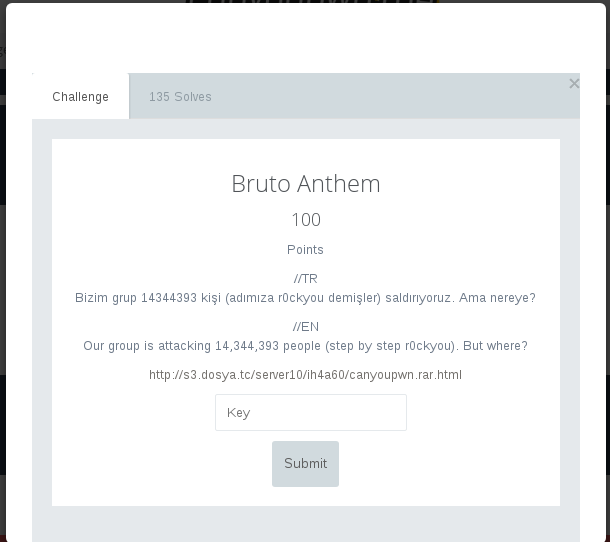 Challenge
135 Solves
×
Bruto Anthem
100
Points
//TR
Bizim grup 14344393 kişi (adımıza r0ckyou demişler) saldırıyoruz. Ama nereye?
//EN
Our group is attacking 14,344,393 people (step by step r0ckyou). But where?
http://s3.dosya.tc/server10/ih4a60/canyoupwn.rar.html
Key
Submit